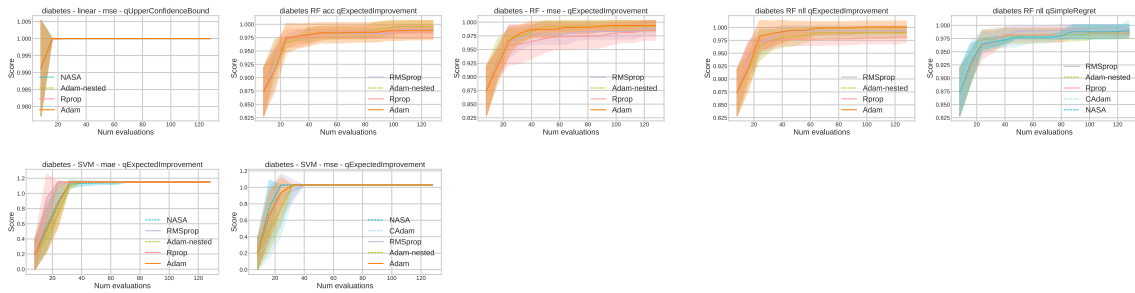 diabetes - linear - mse - qUpperConfidenceBound
Score
1.000
0.995
0.990
0.985
0.980
NASA
Adam-nested
Rprop
Adam
20 40 60 80 100 120
Num evaluations
diabetes RF acc qExpectedImprovement
Score
1.000
0.975
0.950
0.925
0.900
0.875
0.850
0.825
RMSprop
Adam-nested
Rprop
Adam
20 40 60 80 100 120
Num evaluations
diabetes - RF - mse - qExpectedImprovement
Score
1.000
0.975
0.950
0.925
0.900
0.875
0.850
0.825
RMSprop
Adam-nested
Rprop
Adam
20 40 60 80 100 120
Num evaluations
diabetes RF nll qExpectedImprovement
Score
1.000
0.975
0.950
0.925
0.900
0.875
0.850
0.825
RMSprop
Adam-nested
Rprop
Adam
20 40 60 80 100 120
Num evaluations
diabetes RF nll qSimpleRegret
Score
1.000
0.975
0.950
0.925
0.900
0.875
0.850
0.825
RMSprop
Adam-nested
Rprop
CAdam
NASA
20 40 60 80 100 120
Num evaluations
diabetes - SVM - mae - qExpectedImprovement
Score
1.2
1.0
0.8
0.6
0.4
0.2
0.0
NASA
RMSprop
Adam-nested
Rprop
Adam
20 40 60 80 100 120
Num evaluations
diabetes - SVM - mse - qExpectedImprovement
Score
1.2
1.0
0.8
0.6
0.4
0.2
0.0
NASA
CAdam
RMSprop
Adam-nested
Adam
20 40 60 80 100 120
Num evaluations